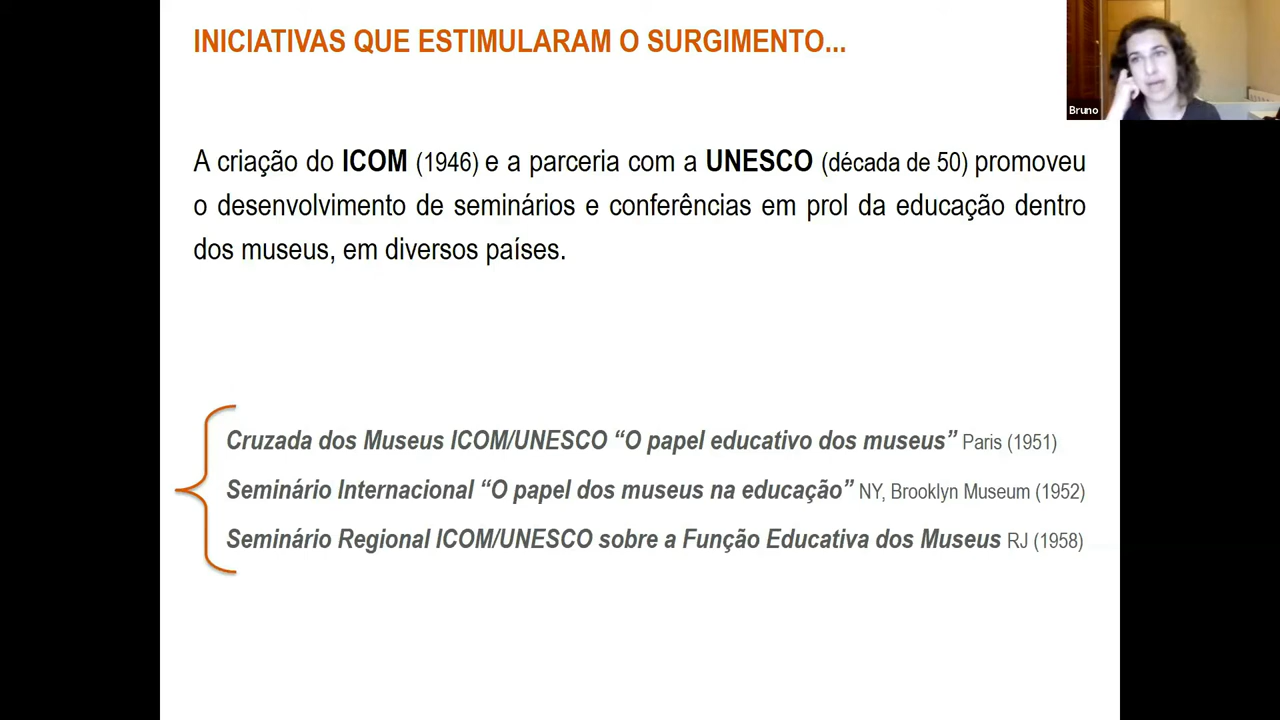 INICIATIVAS QUE ESTIMULARAM O SURGIMENTO...
Bruno
A criação do ICOM (1946) e a parceria com a UNESCO (década de 50) promoveu
o desenvolvimento de seminários e conferências em prol da educação dentro
dos museus, em diversos países.
Cruzada dos Museus ICOM/UNESCO “O papel educativo dos museus” Paris (1951)
Seminário Internacional “O papel dos museus na educação” NY, Brooklyn Museum (1952)
Seminário Regional ICOM/UNESCO sobre a Função Educativa dos Museus RJ (1958)